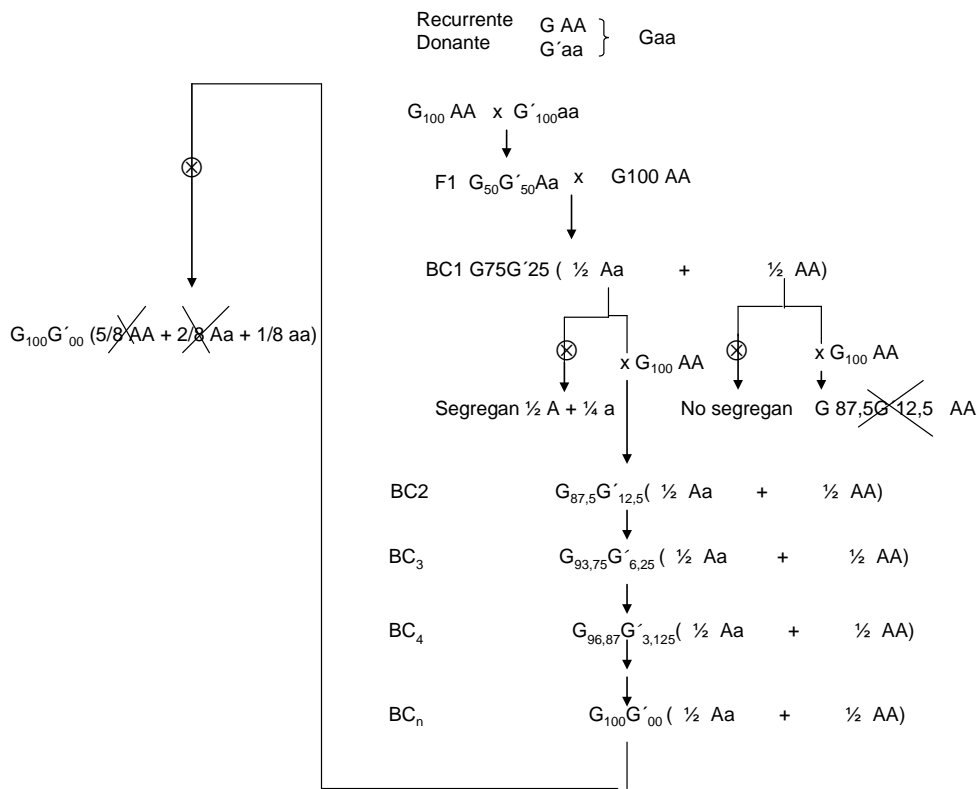 Recurrente G AA
Donante G´aa } Gaa
G₁₀₀ AA x G´₁₀₀aa
F1 G₅₀G´₅₀Aa x G100 AA
BC1 G75G´25 ( ½ Aa + ½ AA)
G₁₀₀G´₀₀ (5/8 AA + 2/8 Aa + 1/8 aa)
x G₁₀₀ AA x G₁₀₀ AA
Segregan ½ A + ¼ a No segregan G 87,5G´12,5 AA
BC2 G₈₇,₅G´₁₂,₅( ½ Aa + ½ AA)
BC₃ G₉₃,₇₅G´₆,₂₅ ( ½ Aa + ½ AA)
BC₄ G₉₆,₈₇G´₃,₁₂₅( ½ Aa + ½ AA)
BCₙ G₁₀₀G´₀₀ ( ½ Aa + ½ AA)